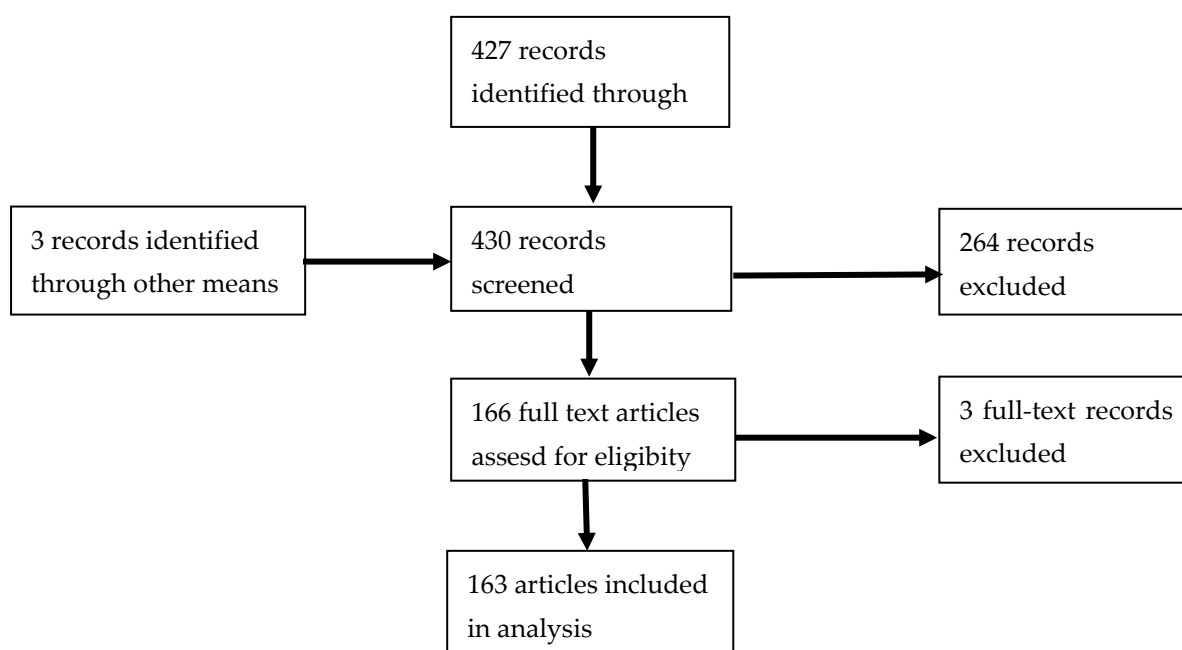 427 records
identified through
3 records identified
through other means
430 records
screened
264 records
excluded
166 full text articles
assesd for eligibity
3 full-text records
excluded
163 articles included
in analysis